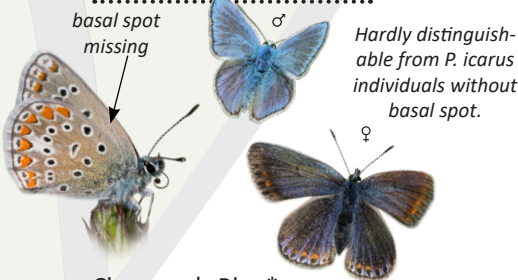 basal spot
missing
♂
Hardly distinguish-
able from P. icarus
individuals without
basal spot.
♀